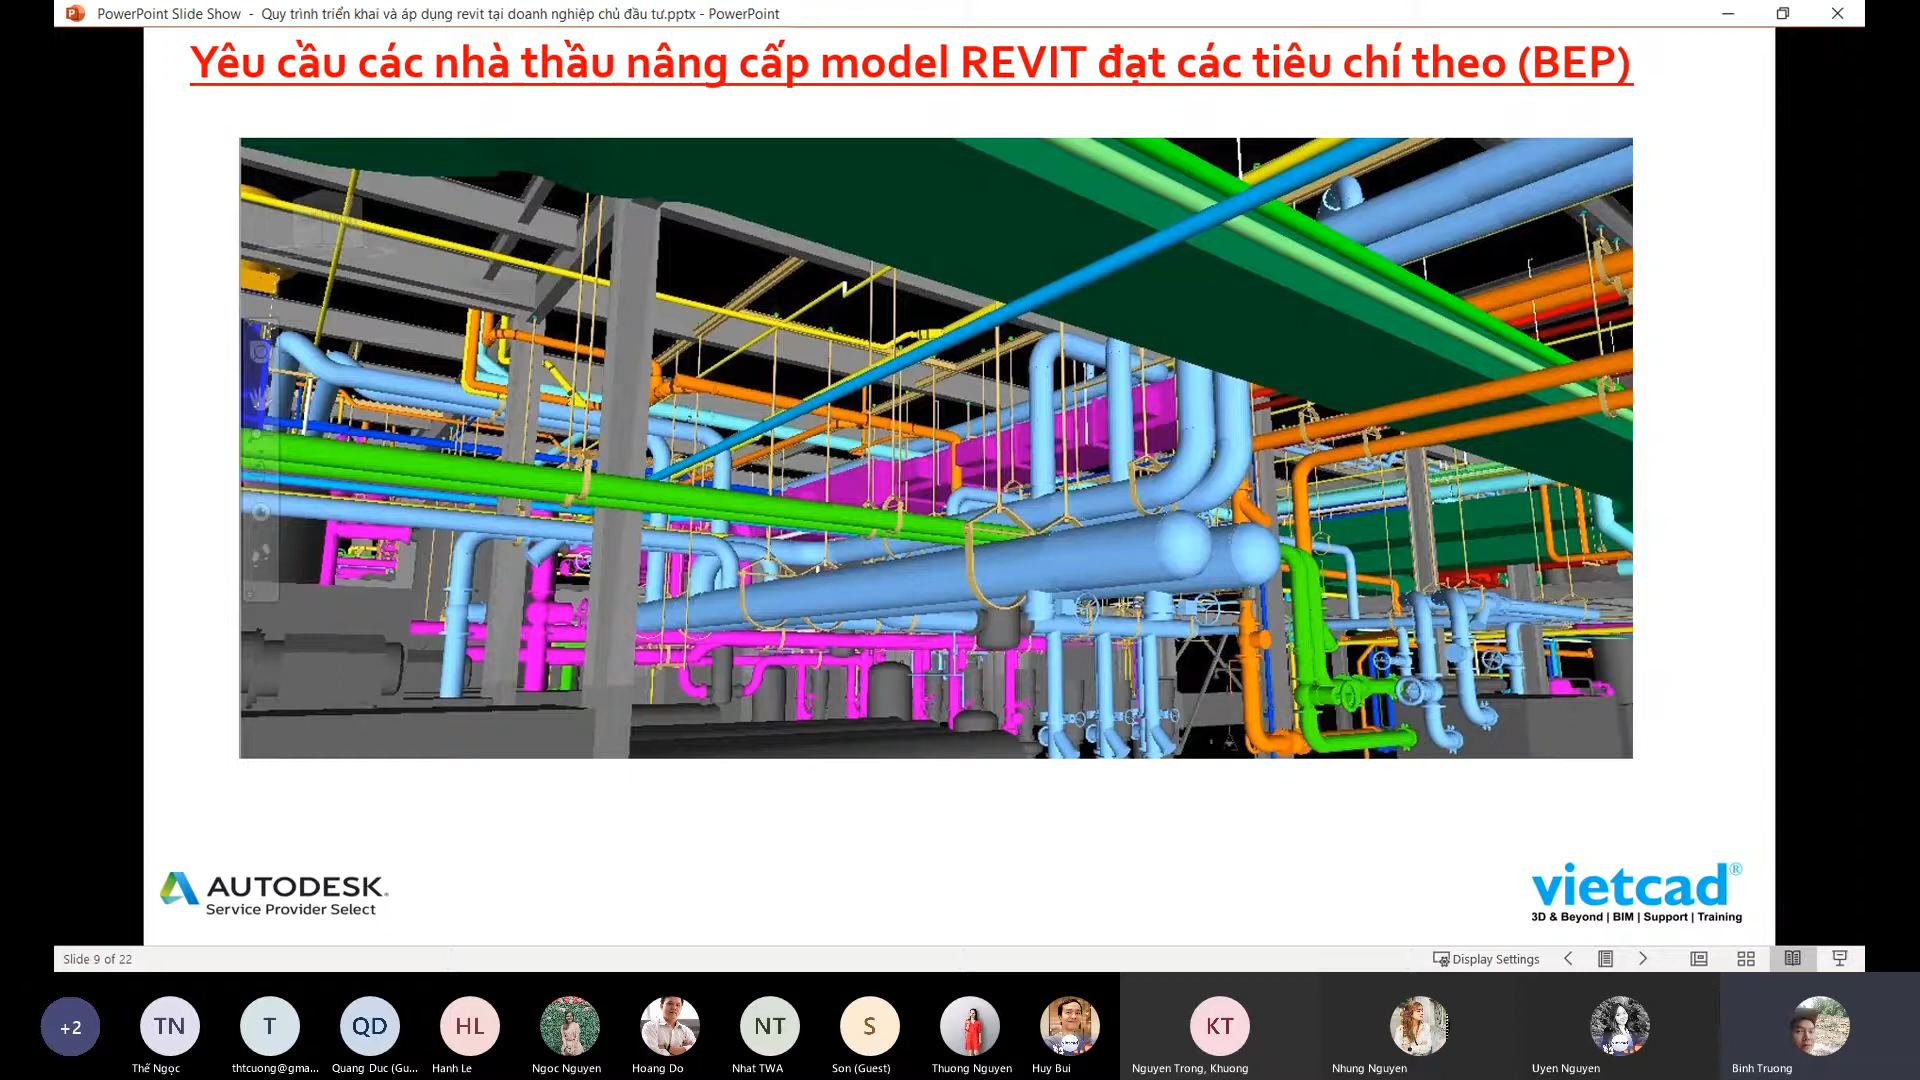 PowerPoint Slide Show - Quy trình triển khai và áp dụng revit tại doanh nghiệp chủ đầu tư.pptx - PowerPoint
Yêu cầu các nhà thầu nâng cấp model REVIT đạt các tiêu chí theo (BEP)
AUTODESK.
Service Provider Select
vietcad®
3D & Beyond | BIM | Support | Training
Slide 9 of 22
Display Settings
+2
TN
T
QD
HL
NT
S
KT
Thế Ngọc
thtcuong@gma...
Quang Duc (Gu...
Hanh Le
Ngoc Nguyen
Hoang Do
Nhat TWA
Son (Guest)
Thuong Nguyen
Huy Bui
Nguyen Trong, Khuong
Nhung Nguyen
Uyen Nguyen
Binh Truong